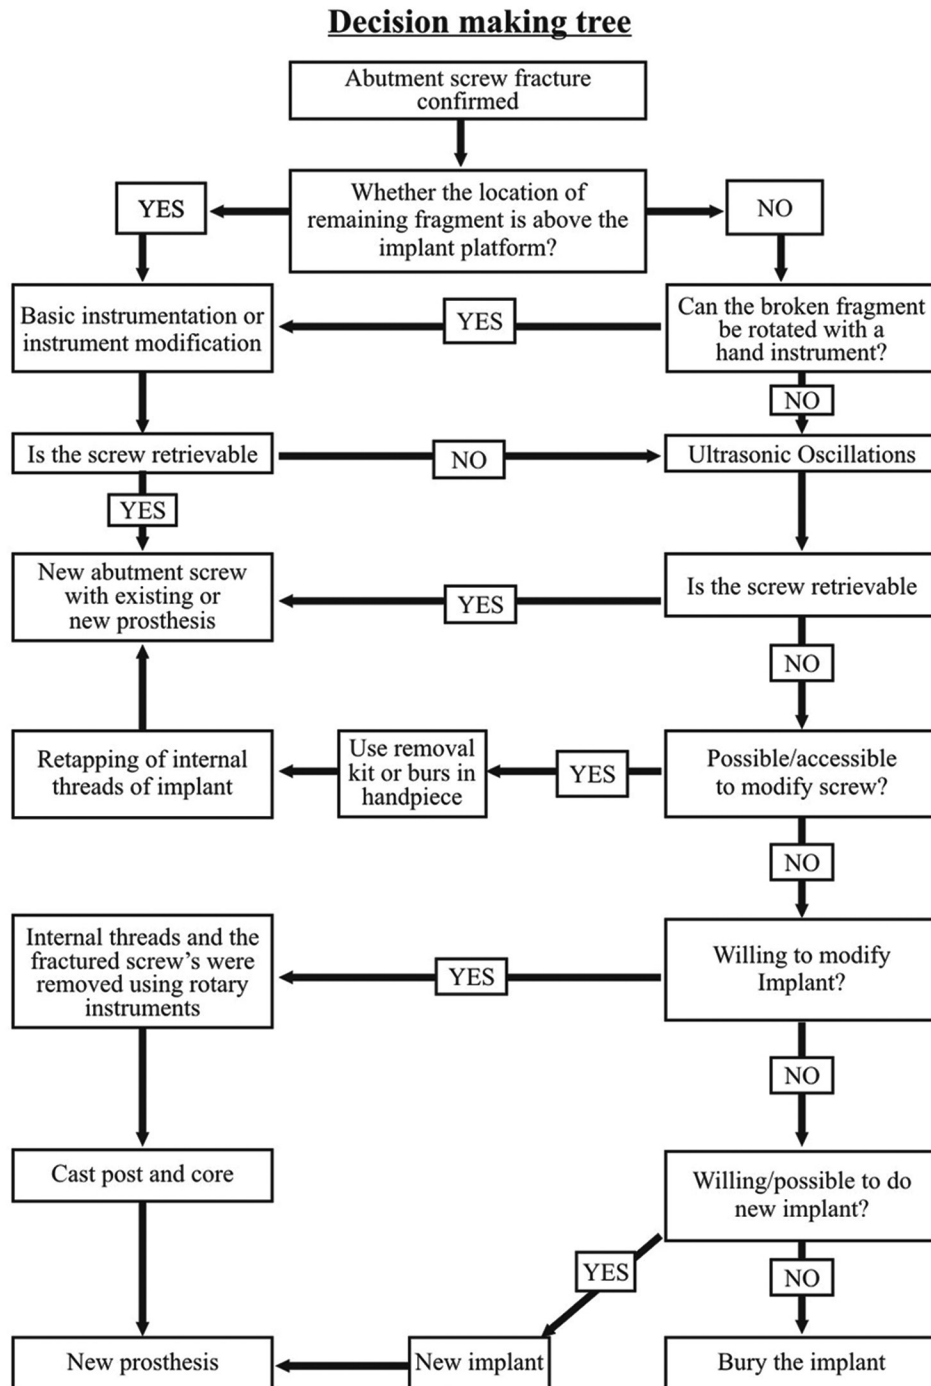 Decision making tree
Abutment screw fracture
confirmed
Whether the location of
remaining fragment is above the
implant platform?
YES
NO
Basic instrumentation or
instrument modification
YES
Can the broken fragment
be rotated with a
hand instrument?
NO
Is the screw retrievable
NO
Ultrasonic Oscillations
YES
New abutment screw
with existing or
new prosthesis
YES
Is the screw retrievable
NO
Retapping of internal
threads of implant
Use removal
kit or burs in
handpiece
YES
Possible/accessible
to modify screw?
NO
Internal threads and the
fractured screw's were
removed using rotary
instruments
YES
Willing to modify
Implant?
NO
Cast post and core
Willing/possible to do
new implant?
YES
NO
New prosthesis
New implant
Bury the implant